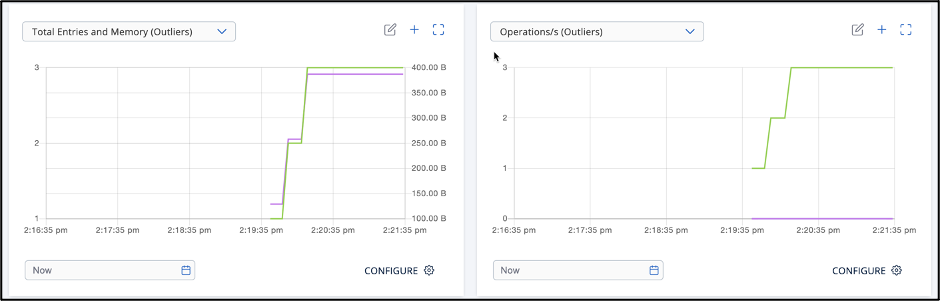 Total Entries and Memory (Outliers)
3
2
1
400.00 B
350.00 B
300.00 B
250.00 B
200.00 B
150.00 B
100.00 B
2:16:35 pm 2:17:35 pm 2:18:35 pm 2:19:35 pm 2:20:35 pm 2:21:35 pm
Now
CONFIGURE
Operations/s (Outliers)
3
2
1
0
2:16:35 pm 2:17:35 pm 2:18:35 pm 2:19:35 pm 2:20:35 pm 2:21:35 pm
Now
CONFIGURE